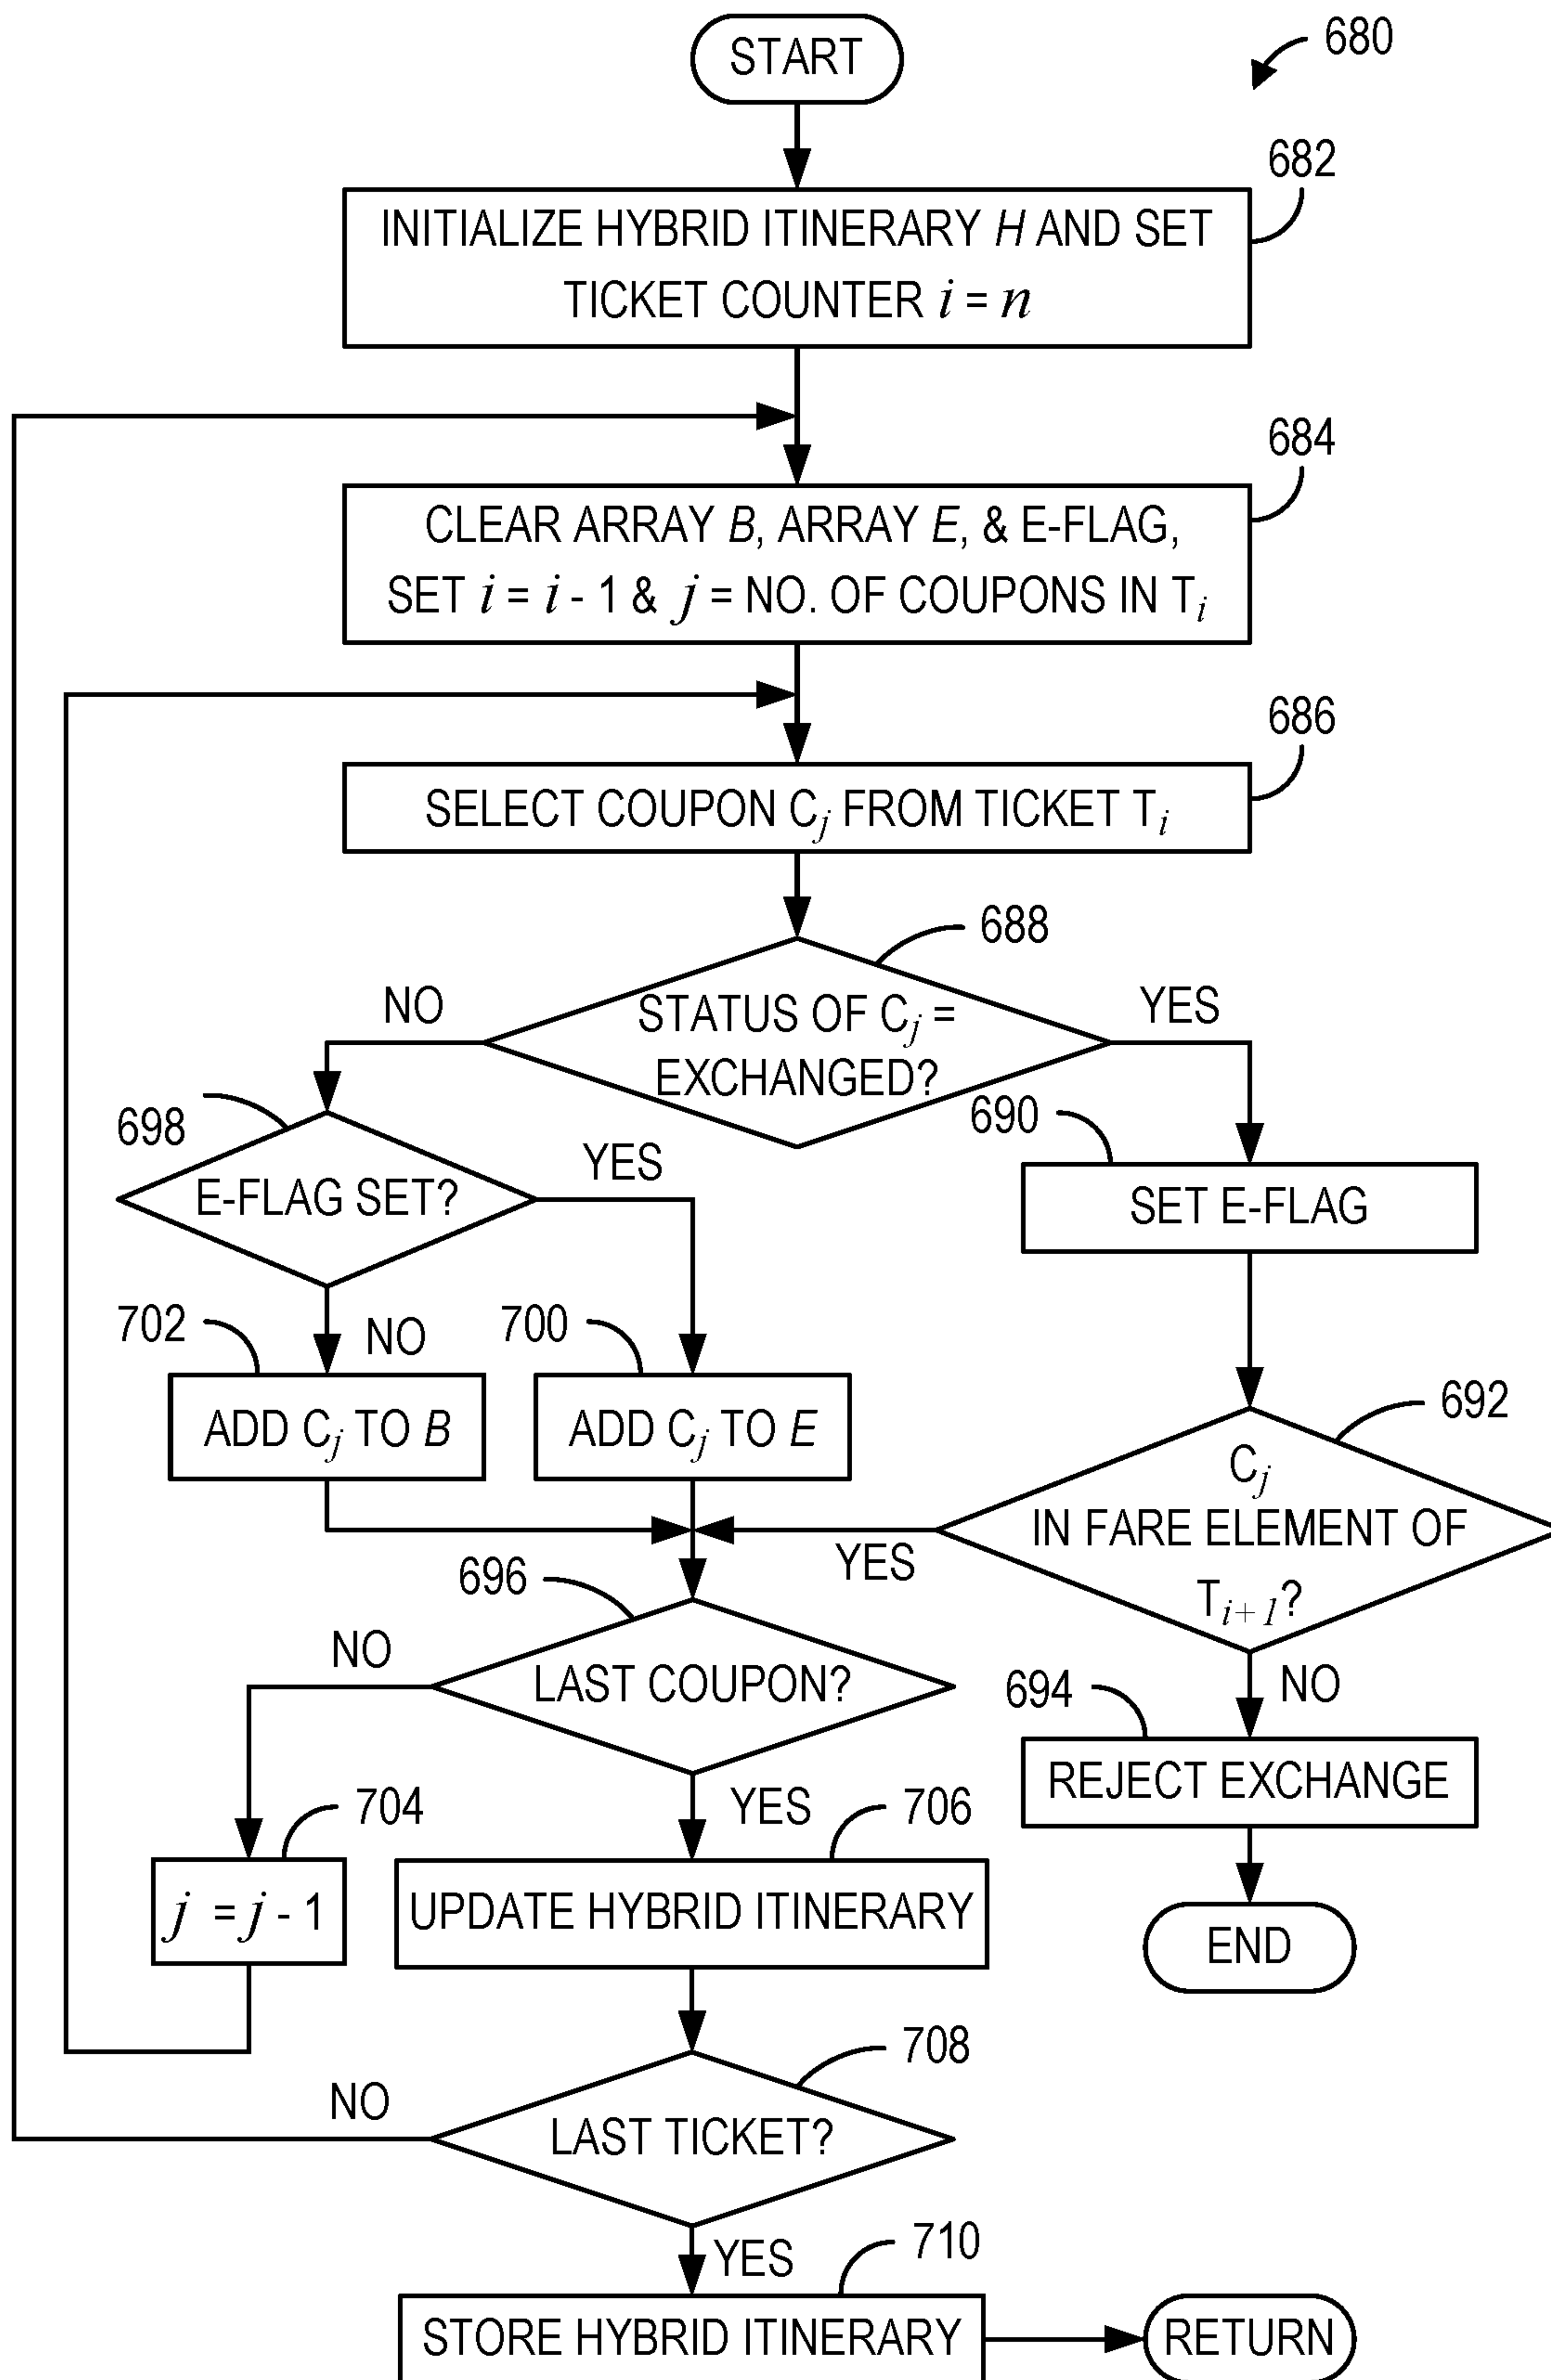 START
680
682
INITIALIZE HYBRID ITINERARY H AND SET
TICKET COUNTER i = n
684
CLEAR ARRAY B, ARRAY E, & E-FLAG,
SET i = i - 1 & j = NO. OF COUPONS IN Ti
686
SELECT COUPON Cj FROM TICKET Ti
688
NO
YES
STATUS OF Cj =
EXCHANGED?
698
690
YES
E-FLAG SET?
SET E-FLAG
702
NO
700
692
ADD Cj TO B
ADD Cj TO E
Cj
IN FARE ELEMENT OF
Ti+1?
YES
696
NO
LAST COUPON?
694
NO
REJECT EXCHANGE
704
YES
706
j = j - 1
UPDATE HYBRID ITINERARY
END
708
NO
LAST TICKET?
YES
710
STORE HYBRID ITINERARY
RETURN